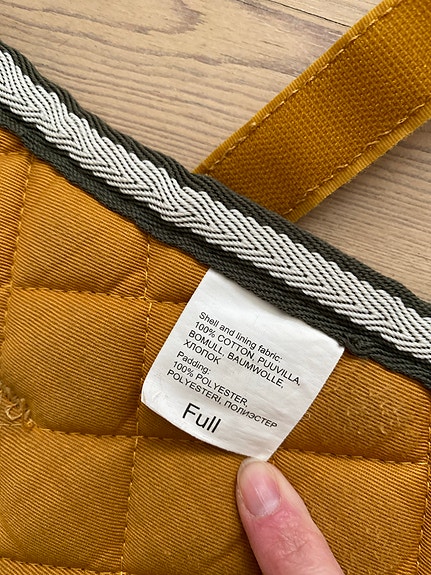 Shell and lining fabric:
100% COTTON, PUUVILLA,
BOMULL, BAUMWOLLE,
ХЛОПОК
Padding:
100% POLYESTER,
POLYESTERI, ПОЛИЭСТЕР
Full